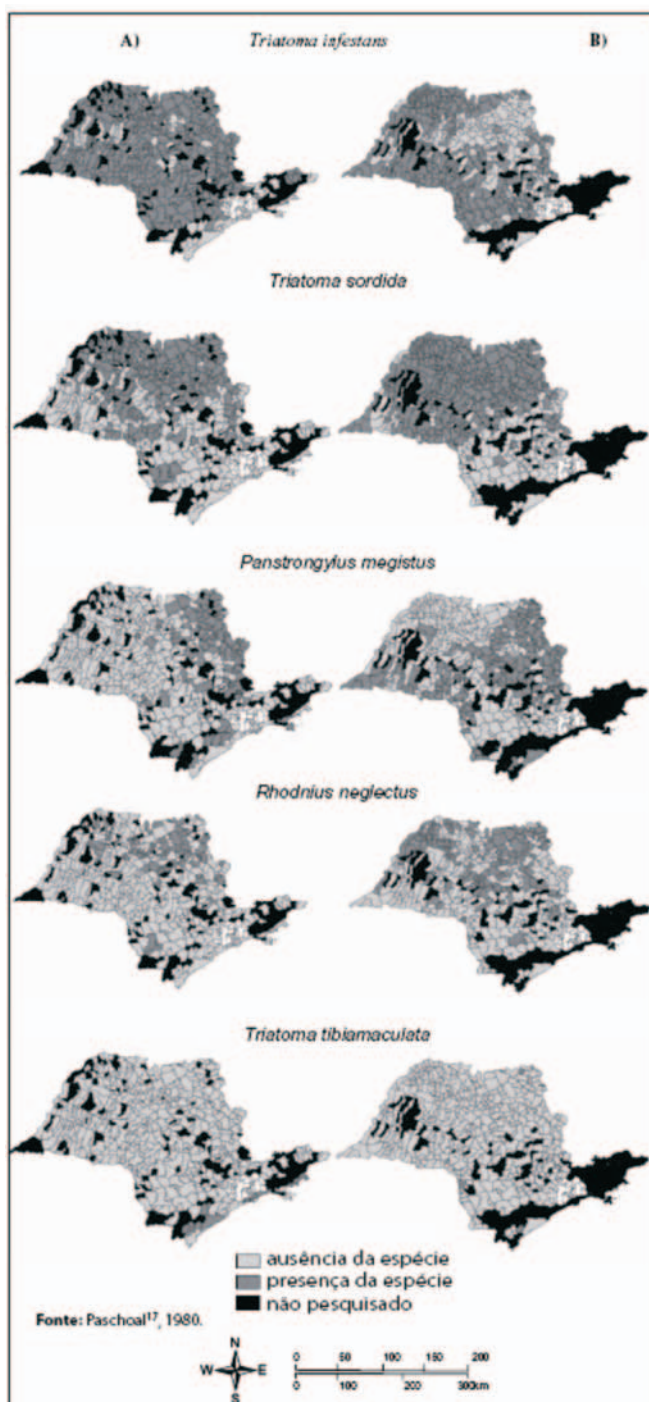 A) Triatoma infestans B)
Triatoma sordida
Panstrongylus megistus
Rhodnius neglectus
Triatoma tibiamaculata
ausência da espécie
presença da espécie
não pesquisado
Fonte: Paschoal17, 1980.
N
W E
S
0 50 100 150 200
0 100 200 300km